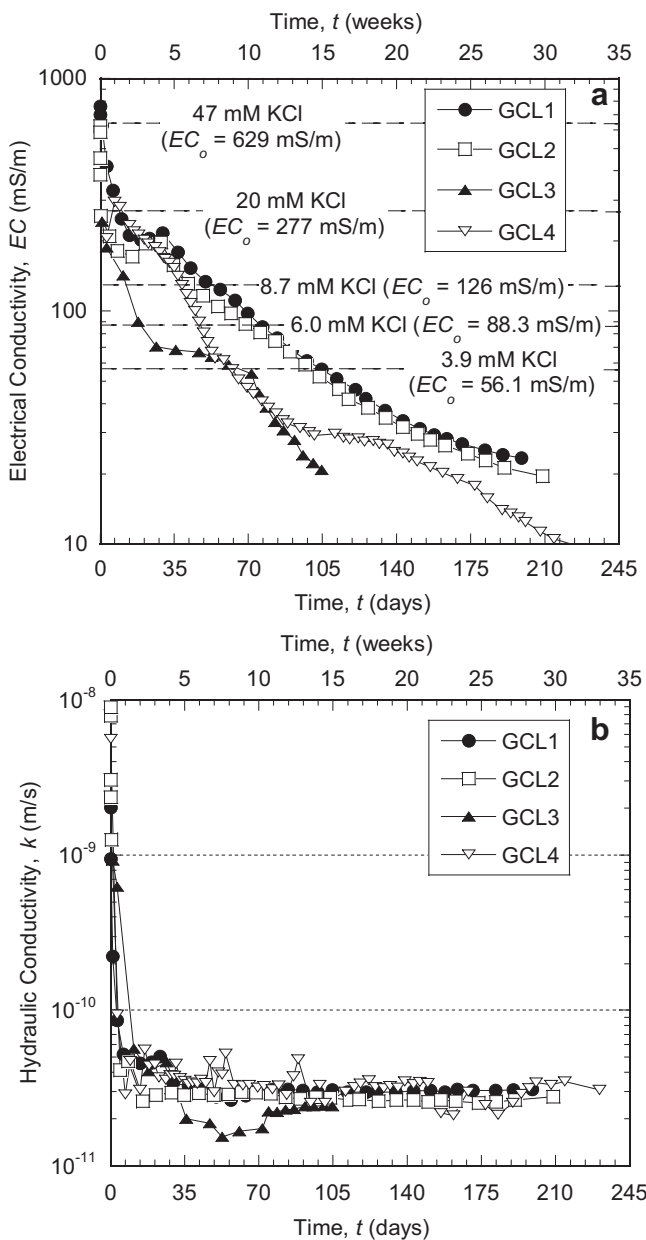 Time, t (weeks)
0 5 10 15 20 25 30 35
1000
a
47 mM KCl
(ECo = 629 mS/m)
GCL1
GCL2
GCL3
GCL4
20 mM KCl
(ECo = 277 mS/m)
Electrical Conductivity, EC (mS/m)
100
8.7 mM KCl (ECo = 126 mS/m)
6.0 mM KCl (ECo = 88.3 mS/m)
3.9 mM KCl
(ECo = 56.1 mS/m)
10
0 35 70 105 140 175 210 245
Time, t (days)
Time, t (weeks)
0 5 10 15 20 25 30 35
10-8
b
GCL1
GCL2
GCL3
GCL4
10-9
Hydraulic Conductivity, k (m/s)
10-10
10-11
0 35 70 105 140 175 210 245
Time, t (days)